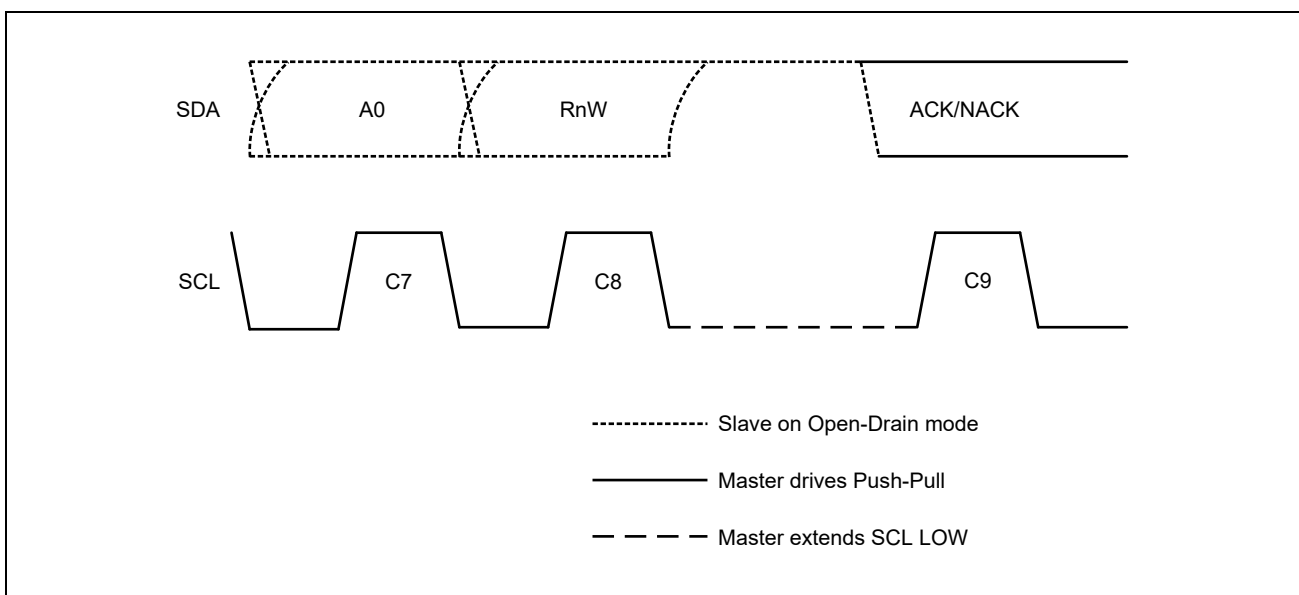 SDA A0 RnW ACK/NACK
SCL C7 C8 C9
Slave on Open-Drain mode
Master drives Push-Pull
Master extends SCL LOW